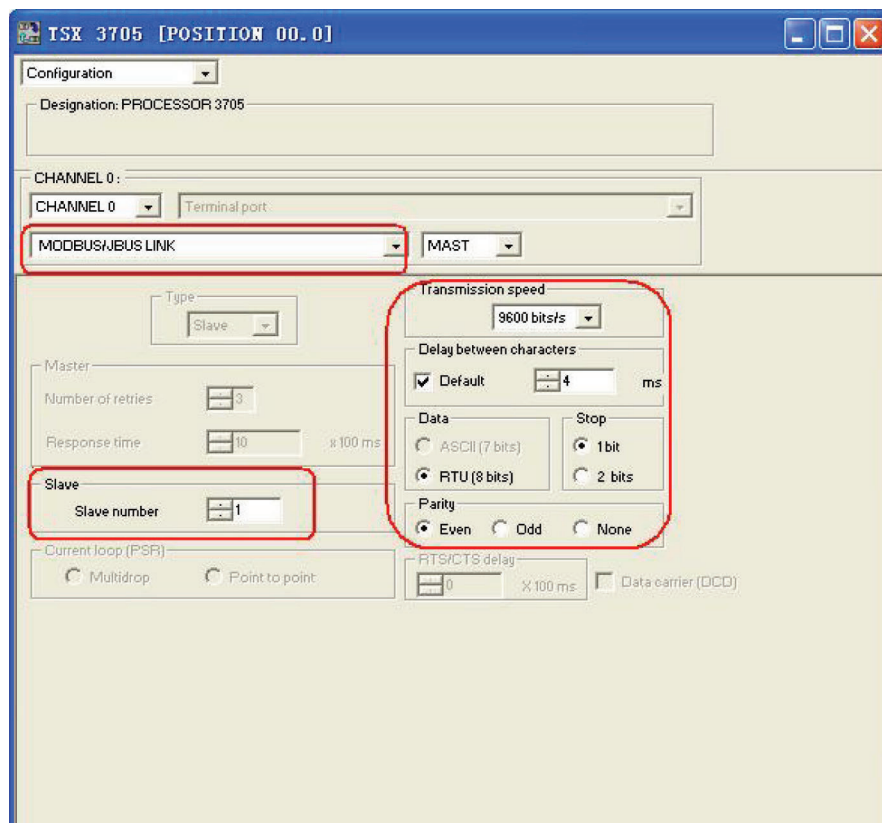 TSX 3705 [POSITION 00.0]
Configuration
Designation: PROCESSOR 3705
CHANNEL 0 :
CHANNEL 0 Terminal port
MODBUS/JBUS LINK MAST
Type
Slave
Master
Number of retries 3
Response time 10 x 100 ms
Slave
Slave number 1
Current loop (PSR)
Multidrop Point to point
Transmission speed
9600 bits/s
Delay between characters
Default 4 ms
Data
ASCII (7 bits)
RTU (8 bits)
Stop
1 bit
2 bits
Parity
Even Odd None
RTS/CTS delay
0 X 100 ms
Data carrier (DCD)